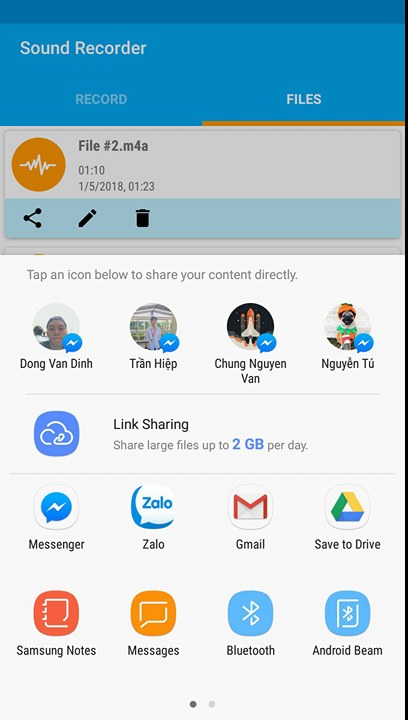 Sound Recorder
RECORD FILES
File #2.m4a
01:10
1/5/2018, 01:23
Tap an icon below to share your content directly.
Dong Van Dinh Trần Hiệp Chung Nguyen Van Nguyễn Tú
Link Sharing
Share large files up to 2 GB per day.
Zalo
Messenger Zalo Gmail Save to Drive
Samsung Notes Messages Bluetooth Android Beam